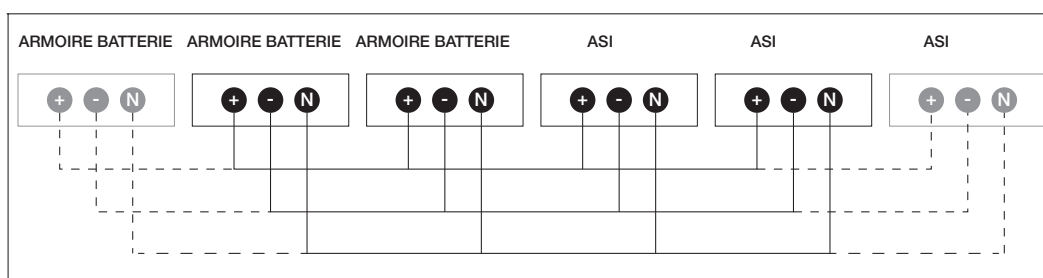 ARMOIRE BATTERIE ARMOIRE BATTERIE ARMOIRE BATTERIE ASI ASI ASI
+ - N + - N + - N + - N + - N + - N